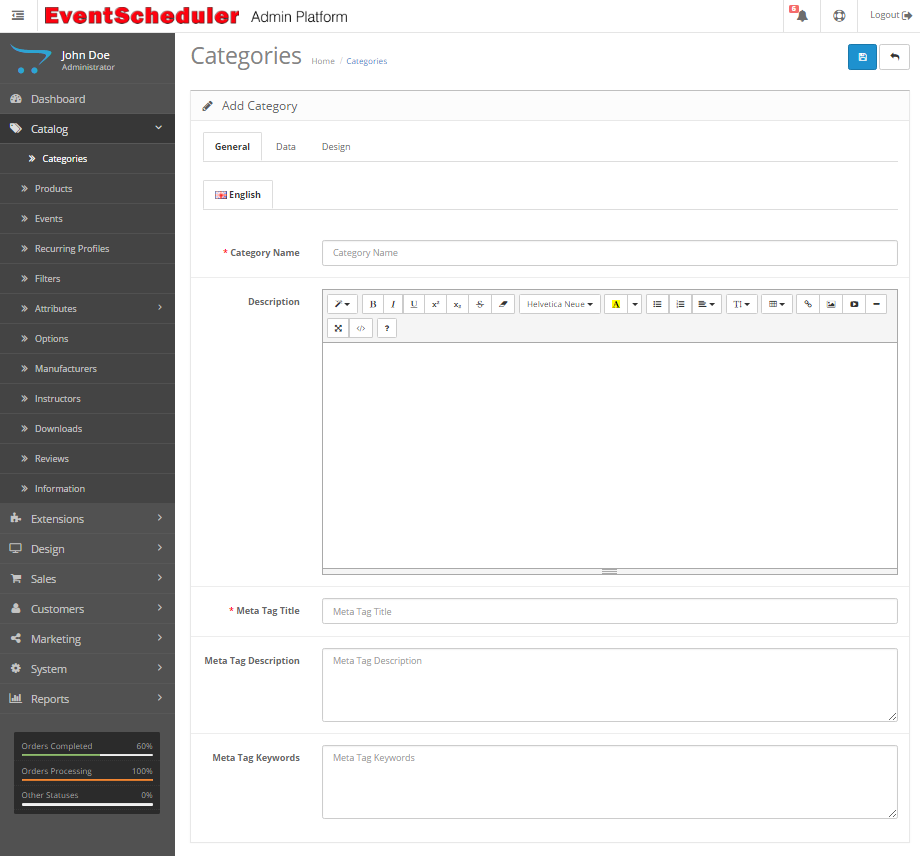 EventScheduler Admin Platform
6
Logout
John Doe
Administrator
Dashboard
Catalog
Categories
Products
Events
Recurring Profiles
Filters
Attributes
Options
Manufacturers
Instructors
Downloads
Reviews
Information
Extensions
Design
Sales
Customers
Marketing
System
Reports
Orders Completed 60%
Orders Processing 100%
Other Statuses 0%
Categories Home / Categories
Add Category
General Data Design
English
* Category Name Category Name
Description
B I U x² x₂ S Helvetica Neue A TI
</> ?
* Meta Tag Title Meta Tag Title
Meta Tag Description Meta Tag Description
Meta Tag Keywords Meta Tag Keywords